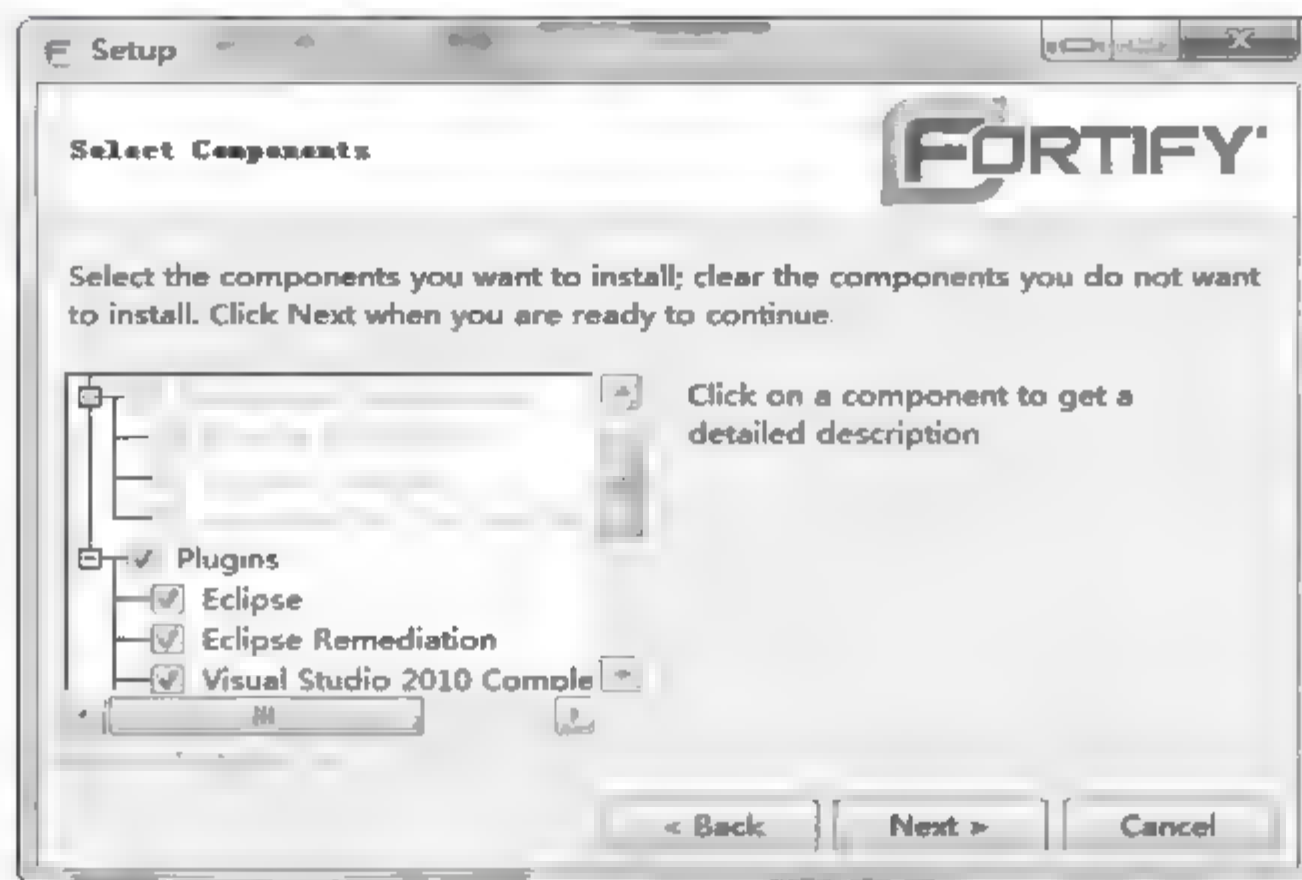 Setup
Select Components
FORTIFY
Select the components you want to install; clear the components you do not want
to install. Click Next when you are ready to continue.
Click on a component to get a
detailed description
Plugins
Eclipse
Eclipse Remediation
Visual Studio 2010 Comple
< Back
Next >
Cancel